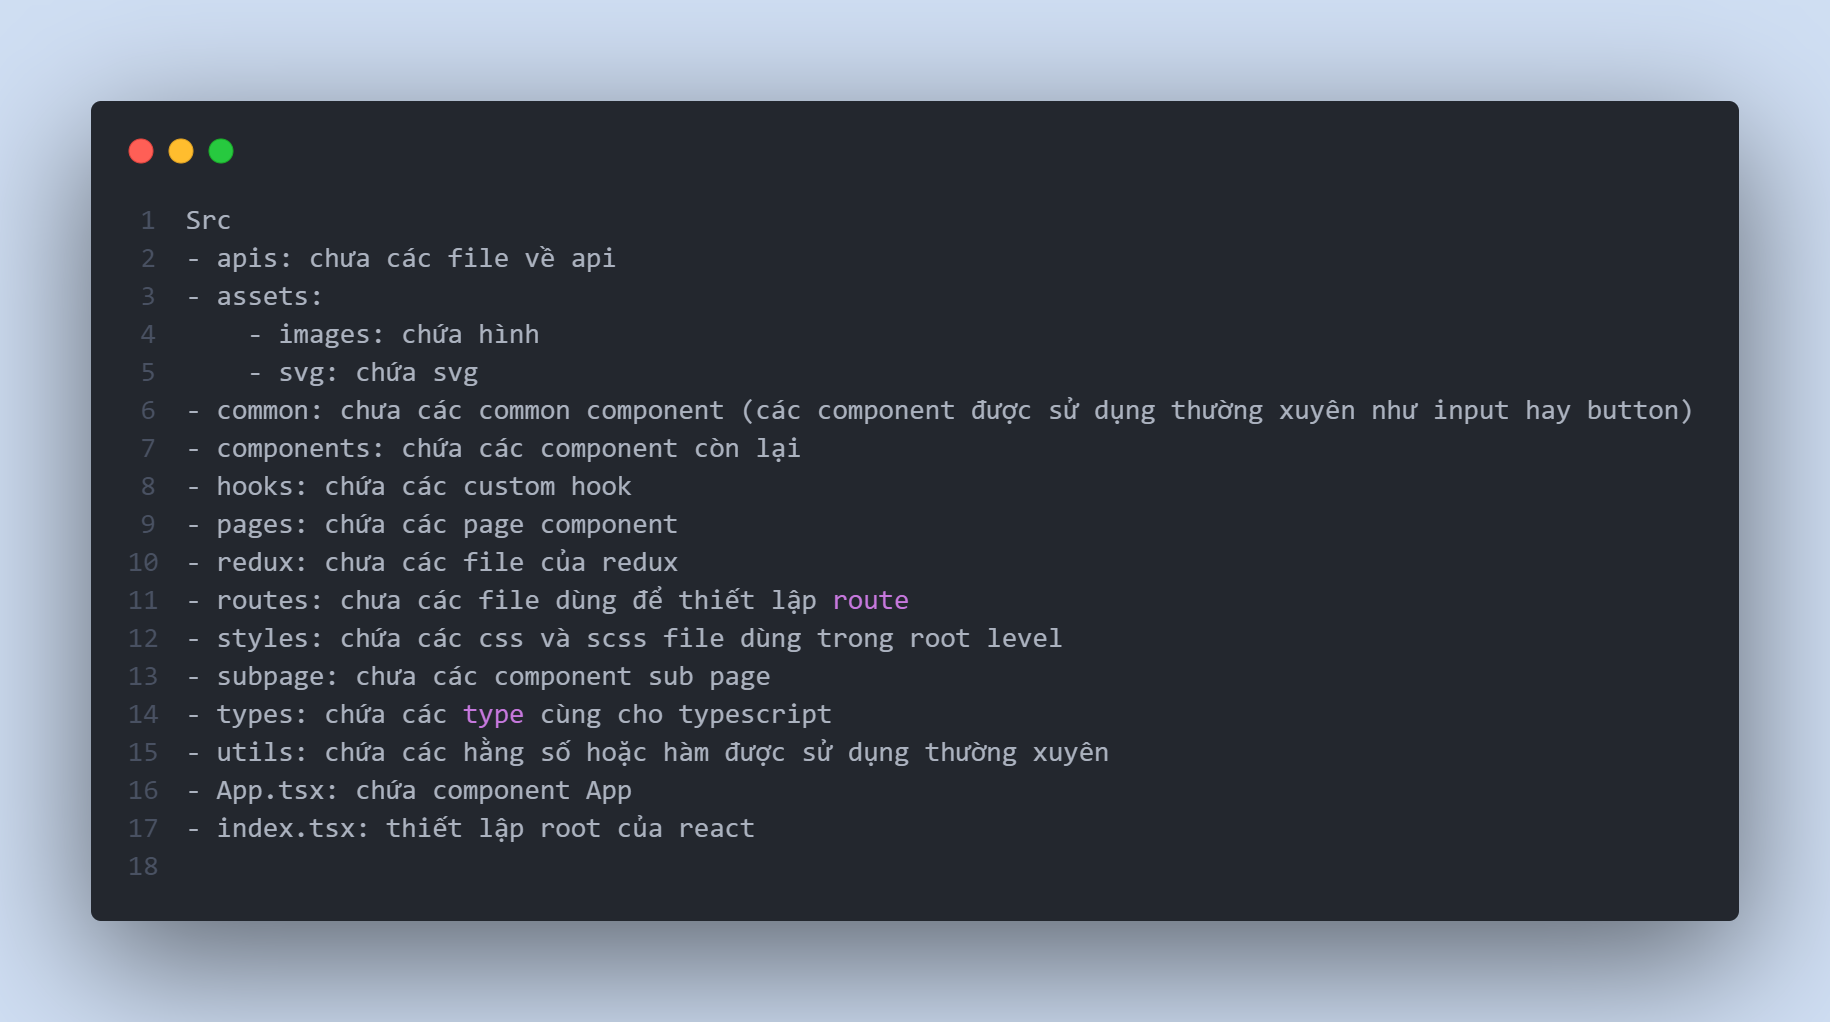 1 Src
2 - apis: chưa các file về api
3 - assets:
4     - images: chứa hình
5     - svg: chứa svg
6 - common: chưa các common component (các component được sử dụng thường xuyên như input hay button)
7 - components: chứa các component còn lại
8 - hooks: chứa các custom hook
9 - pages: chứa các page component
10 - redux: chưa các file của redux
11 - routes: chưa các file dùng để thiết lập route
12 - styles: chứa các css và scss file dùng trong root level
13 - subpage: chưa các component sub page
14 - types: chứa các type cùng cho typescript
15 - utils: chứa các hằng số hoặc hàm được sử dụng thường xuyên
16 - App.tsx: chứa component App
17 - index.tsx: thiết lập root của react
18